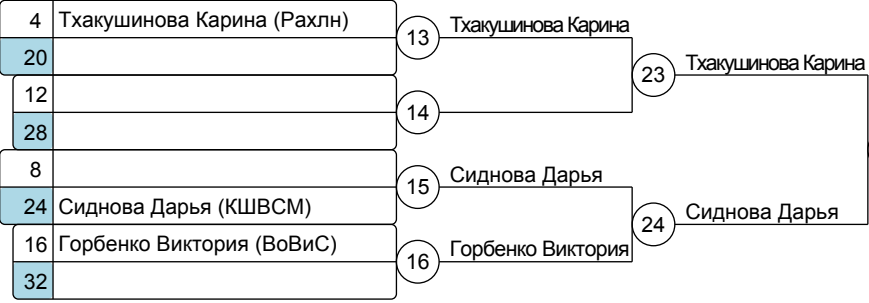 4 Тхакушинова Карина (Рахлн)
20
12
28
8
24 Сиднова Дарья (КШВСМ)
16 Горбенко Виктория (ВоВиС)
32
13 Тхакушинова Карина
14
15 Сиднова Дарья
16 Горбенко Виктория
23 Тхакушинова Карина
24 Сиднова Дарья